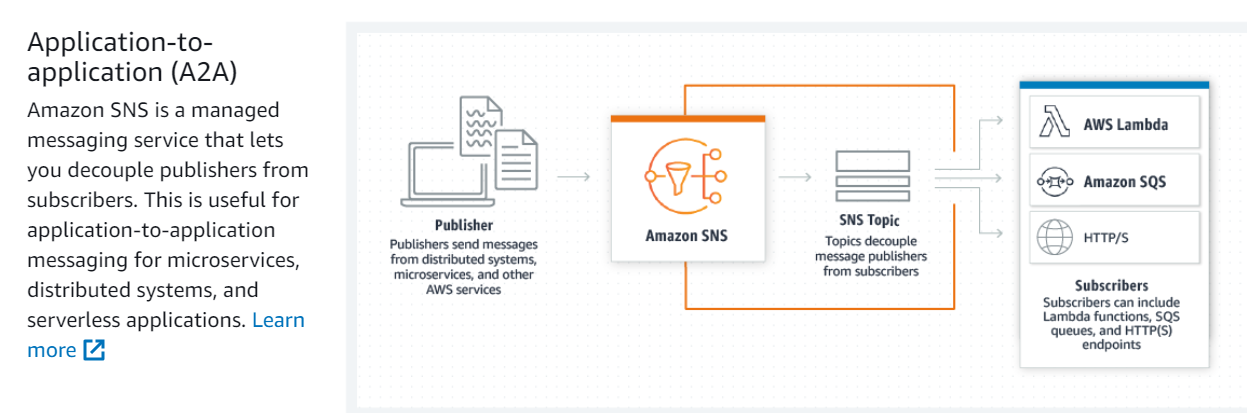 Application-to-
application (A2A)
Amazon SNS is a managed
messaging service that lets
you decouple publishers from
subscribers. This is useful for
application-to-application
messaging for microservices,
distributed systems, and
serverless applications. Learn
more
Publisher
Publishers send messages
from distributed systems,
microservices, and other
AWS services
Amazon SNS
SNS Topic
Topics decouple
message publishers
from subscribers
AWS Lambda
Amazon SQS
HTTP/S
Subscribers
Subscribers can include
Lambda functions, SQS
queues, and HTTP(S)
endpoints